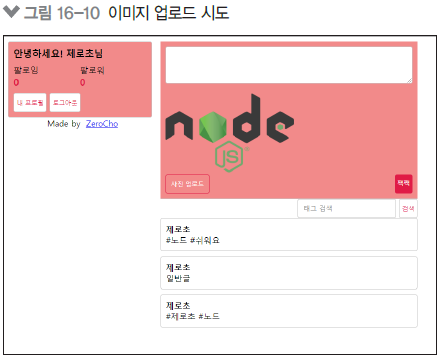 그림 16-10 이미지 업로드 시도
안녕하세요! 제로초님
팔로잉 팔로워
0 0
내 프로필 로그아웃
Made by ZeroCho
node
JS
사진 업로드 짹짹
태그 검색 검색
제로초
#노드 #쉬워요
제로초
일반글
제로초
#제로초 #노드